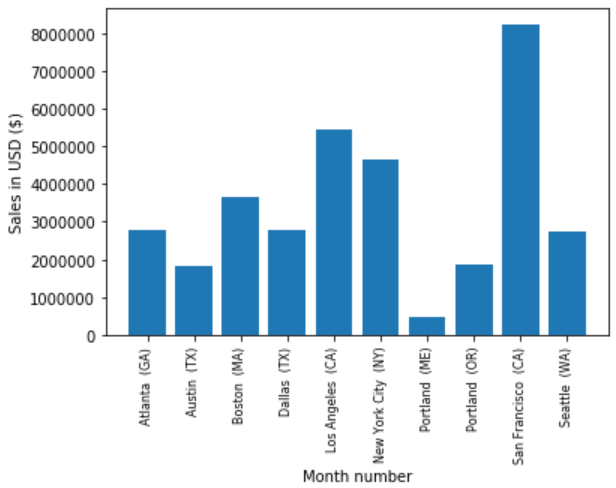 8000000
7000000
6000000
5000000
4000000
3000000
2000000
1000000
0
Sales in USD ($)
Atlanta (GA)
Austin (TX)
Boston (MA)
Dallas (TX)
Los Angeles (CA)
New York City (NY)
Portland (ME)
Portland (OR)
San Francisco (CA)
Seattle (WA)
Month number